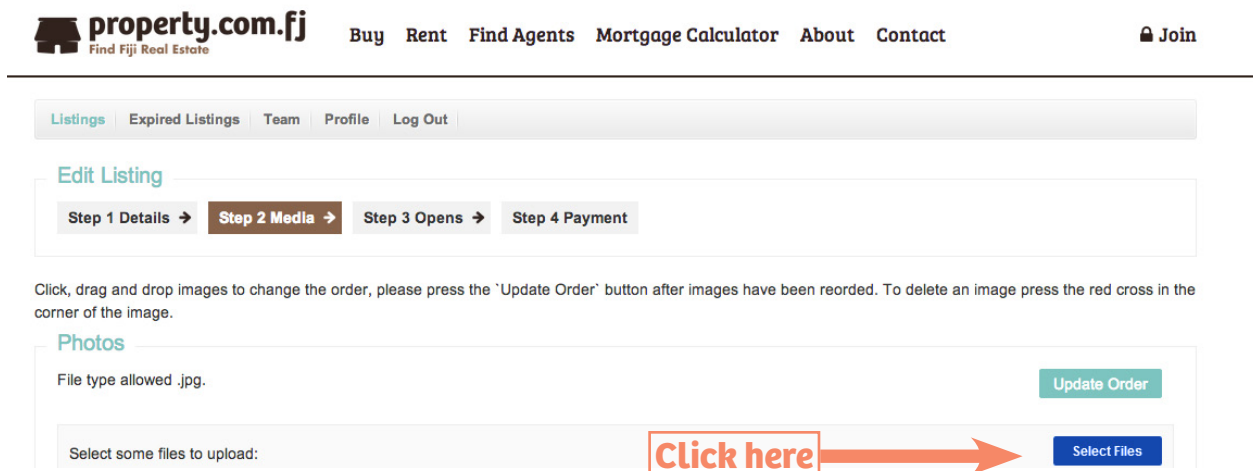 property.com.fj
Find Fiji Real Estate
Buy Rent Find Agents Mortgage Calculator About Contact Join
Listings Expired Listings Team Profile Log Out
Edit Listing
Step 1 Details → Step 2 Media → Step 3 Opens → Step 4 Payment
Click, drag and drop images to change the order, please press the `Update Order` button after images have been reorded. To delete an image press the red cross in the
corner of the image.
Photos
File type allowed .jpg.
Update Order
Select some files to upload:
Click here
Select Files